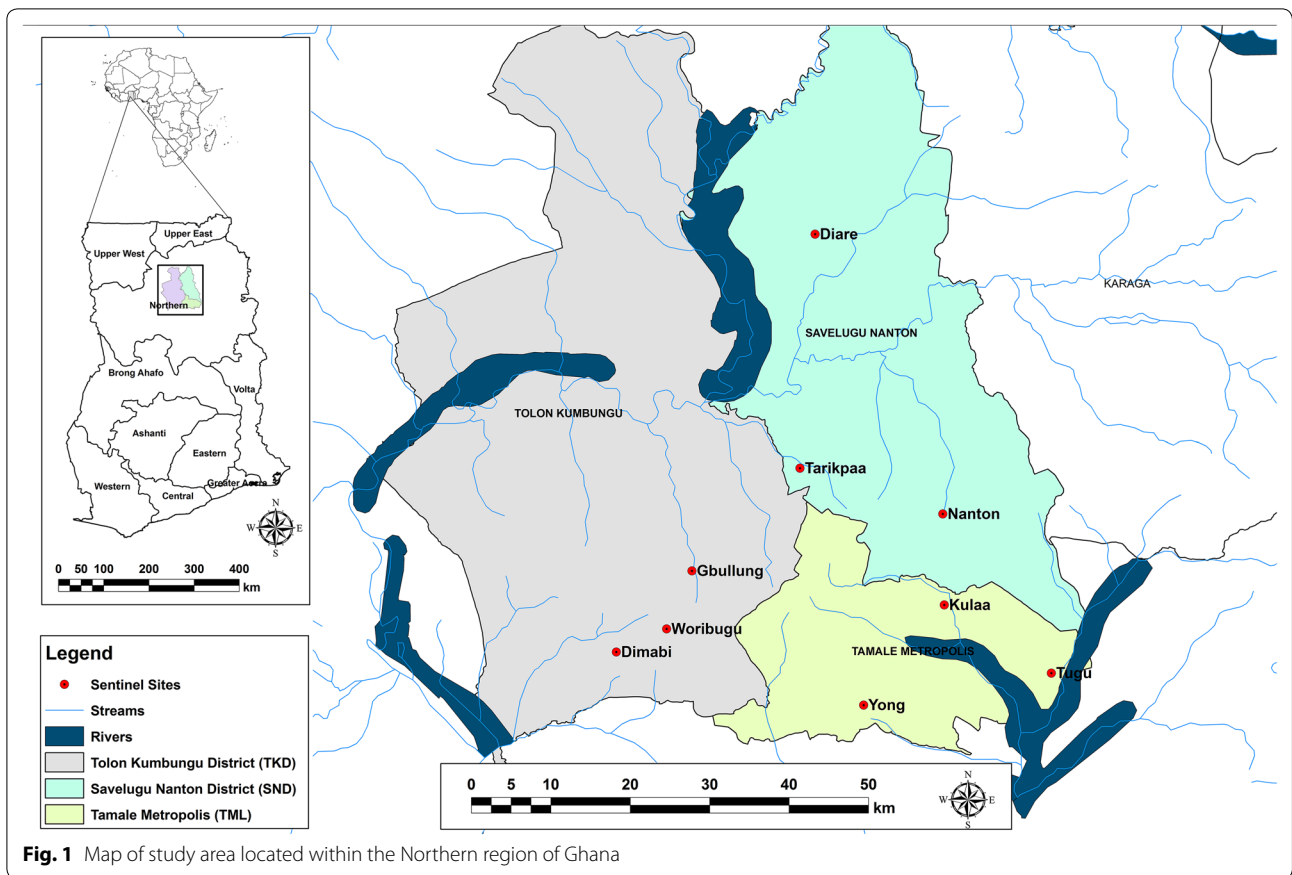 Upper East
Upper West
Northern
Brong Ahafo
Volta
Ashanti
Eastern
Western
Central
Greater Accra
N
W E
S
0 50 100 200 300 400
km
Legend
Sentinel Sites
Streams
Rivers
Tolon Kumbungu District (TKD)
Savelugu Nanton District (SND)
Tamale Metropolis (TML)
Diare
KARAGA
SAVELUGU NANTON
TOLON KUMBUNGU
Tarikpaa
Nanton
Gbullung
Kulaa
Woribugu
Dimabi
TAMALE METROPOLIS
Tugu
Yong
0 5 10 20 30 40 50
km
N
W E
S
Fig. 1 Map of study area located within the Northern region of Ghana